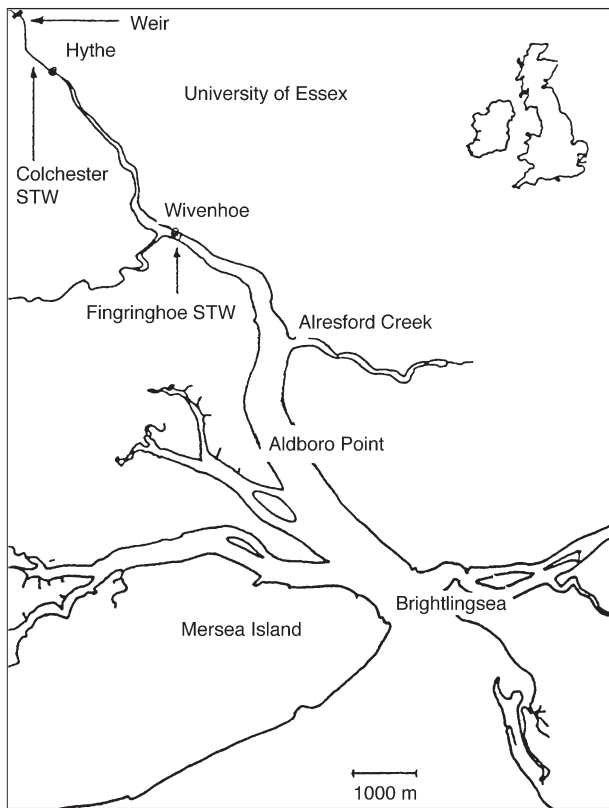 Weir
Hythe
University of Essex
Colchester
STW
Wivenhoe
Fingringhoe STW
Alresford Creek
Aldboro Point
Brightlingsea
Mersea Island
1000 m